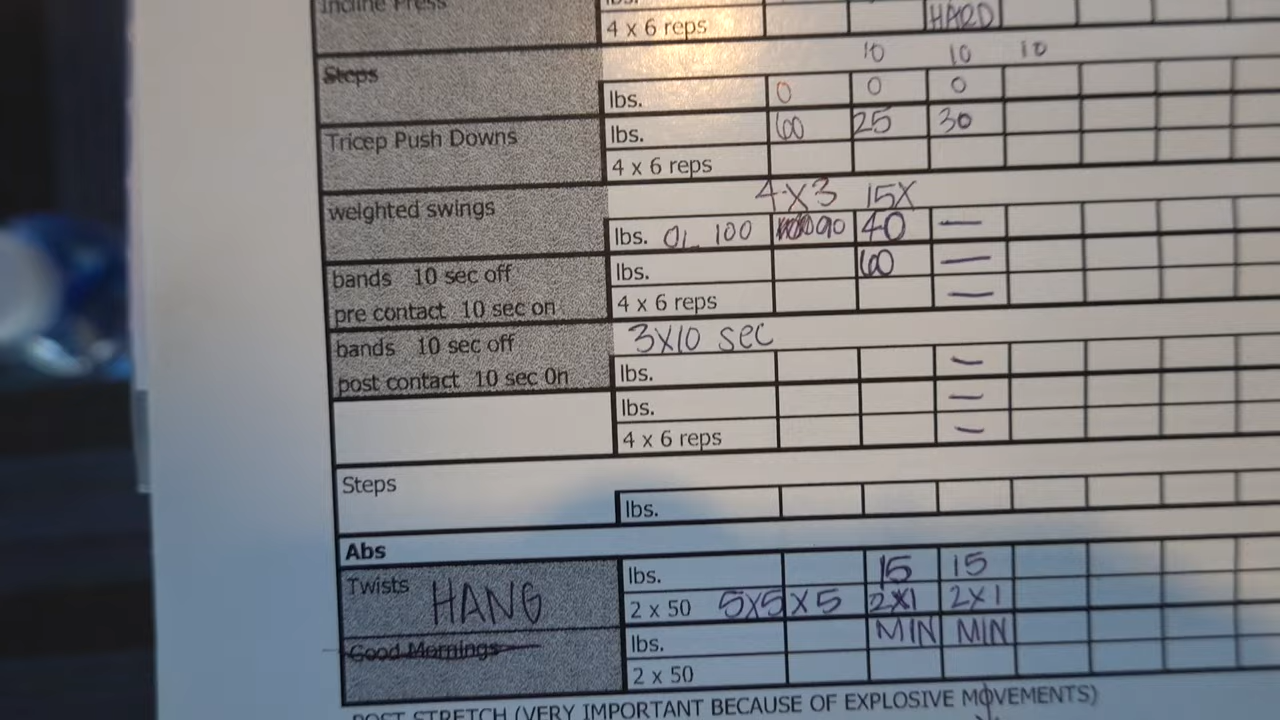 Incline Press
4 x 6 reps HARD
10 10 10
Steps
lbs. 0 0 0
Tricep Push Downs lbs. 60 25 30
4 x 6 reps
4X3 15X
weighted swings
lbs. OL 100 90 40 —
bands 10 sec off lbs. 60 —
pre contact 10 sec on 4 x 6 reps —
3X10 SEC
bands 10 sec off
post contact 10 sec On lbs. —
lbs. —
4 x 6 reps —
Steps
lbs.
Abs
Twists HANG lbs. 15 15
2 x 50 5X5X5 2X1 2X1
Good Mornings lbs. MIN MIN
2 x 50
POST STRETCH (VERY IMPORTANT BECAUSE OF EXPLOSIVE MOVEMENTS)